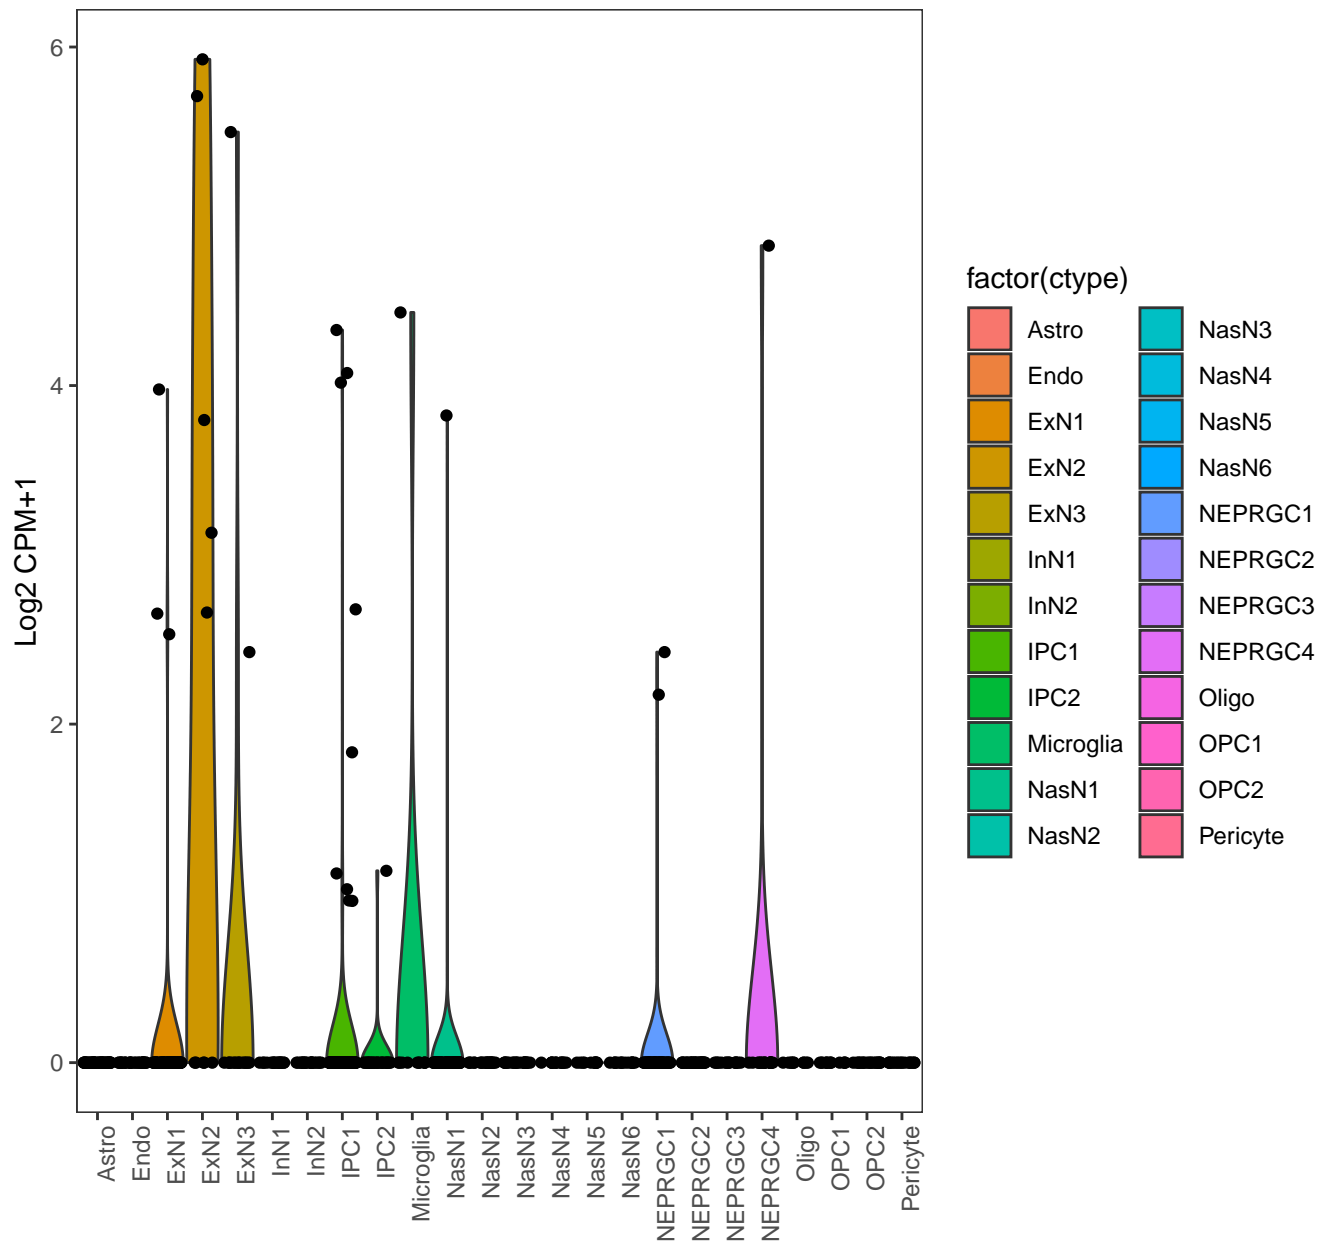 6
4
2
0
Log2 CPM+1
Astro
Endo
ExN1
ExN2
ExN3
InN1
InN2
IPC1
IPC2
Microglia
NasN1
NasN2
NasN3
NasN4
NasN5
NasN6
NEPRGC1
NEPRGC2
NEPRGC3
NEPRGC4
Oligo
OPC1
OPC2
Pericyte
factor(ctype)
Astro
Endo
ExN1
ExN2
ExN3
InN1
InN2
IPC1
IPC2
Microglia
NasN1
NasN2
NasN3
NasN4
NasN5
NasN6
NEPRGC1
NEPRGC2
NEPRGC3
NEPRGC4
Oligo
OPC1
OPC2
Pericyte